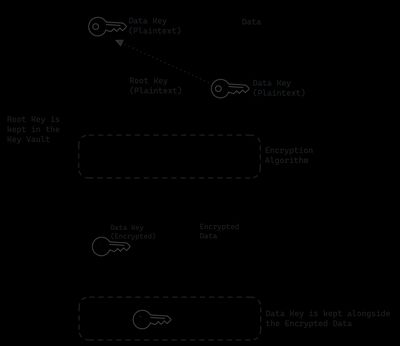 Data Key
(Plaintext)
Data
Root Key
(Plaintext)
Data Key
(Plaintext)
Root Key is
kept in the
Key Vault
Encryption
Algorithm
Data Key
(Encrypted)
Encrypted
Data
Data Key is kept alongside
the Encrypted Data